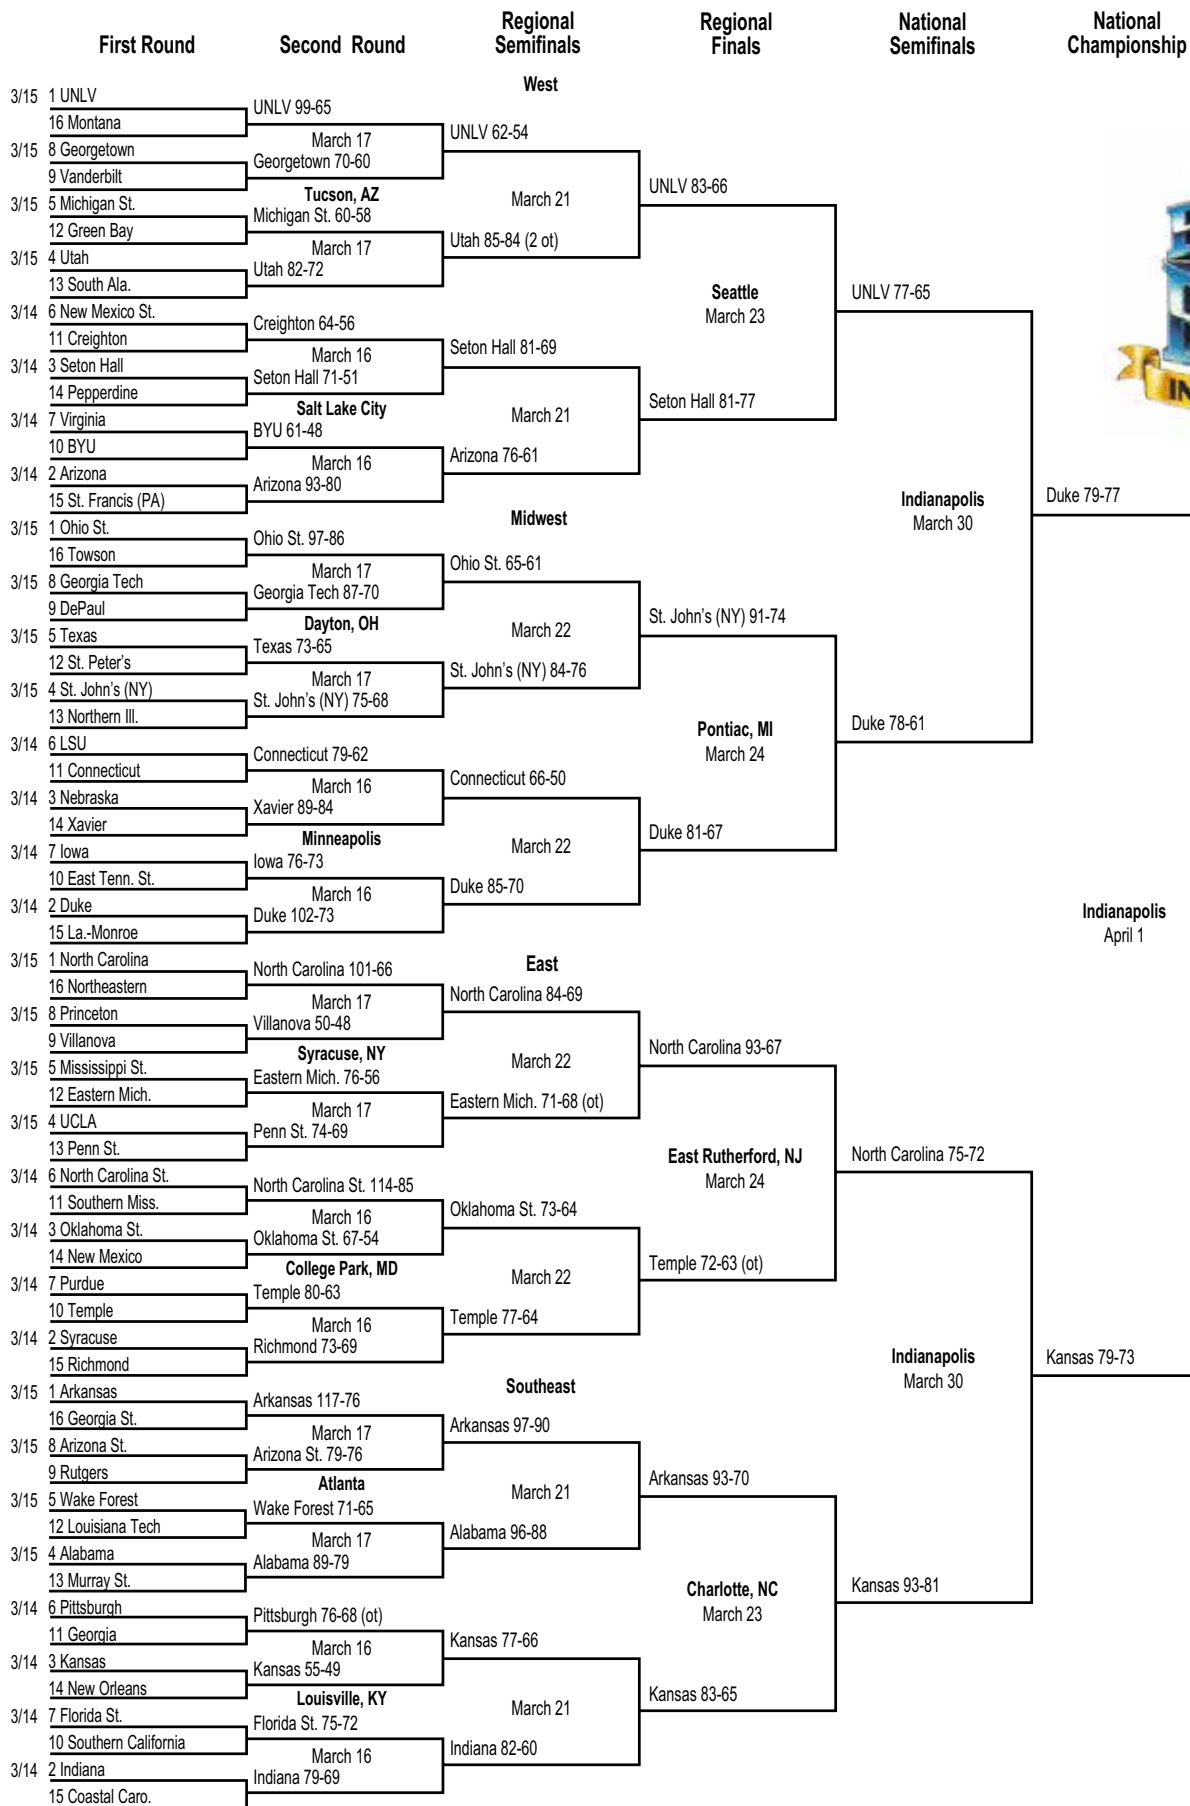 First Round
Second Round
Regional
Semifinals
Regional
Finals
National
Semifinals
National
Championship
West
3/15 1 UNLV
16 Montana
3/15 8 Georgetown
9 Vanderbilt
3/15 5 Michigan St.
12 Green Bay
3/15 4 Utah
13 South Ala.
3/14 6 New Mexico St.
11 Creighton
3/14 3 Seton Hall
14 Pepperdine
3/14 7 Virginia
10 BYU
3/14 2 Arizona
15 St. Francis (PA)
UNLV 99-65
March 17
Georgetown 70-60
Tucson, AZ
Michigan St. 60-58
March 17
Utah 82-72
Creighton 64-56
March 16
Seton Hall 71-51
Salt Lake City
BYU 61-48
March 16
Arizona 93-80
UNLV 62-54
March 21
Utah 85-84 (2 ot)
Seton Hall 81-69
March 21
Arizona 76-61
UNLV 83-66
Seattle
March 23
Seton Hall 81-77
UNLV 77-65
Midwest
3/15 1 Ohio St.
16 Towson
3/15 8 Georgia Tech
9 DePaul
3/15 5 Texas
12 St. Peter's
3/15 4 St. John's (NY)
13 Northern Ill.
3/14 6 LSU
11 Connecticut
3/14 3 Nebraska
14 Xavier
3/14 7 Iowa
10 East Tenn. St.
3/14 2 Duke
15 La.-Monroe
Ohio St. 97-86
March 17
Georgia Tech 87-70
Dayton, OH
Texas 73-65
March 17
St. John's (NY) 75-68
Connecticut 79-62
March 16
Xavier 89-84
Minneapolis
Iowa 76-73
March 16
Duke 102-73
Ohio St. 65-61
March 22
St. John's (NY) 84-76
Connecticut 66-50
March 22
Duke 85-70
St. John's (NY) 91-74
Pontiac, MI
March 24
Duke 81-67
Duke 78-61
Indianapolis
March 30
Duke 79-77
Indianapolis
April 1
East
3/15 1 North Carolina
16 Northeastern
3/15 8 Princeton
9 Villanova
3/15 5 Mississippi St.
12 Eastern Mich.
3/15 4 UCLA
13 Penn St.
3/14 6 North Carolina St.
11 Southern Miss.
3/14 3 Oklahoma St.
14 New Mexico
3/14 7 Purdue
10 Temple
3/14 2 Syracuse
15 Richmond
North Carolina 101-66
March 17
Villanova 50-48
Syracuse, NY
Eastern Mich. 76-56
March 17
Penn St. 74-69
North Carolina St. 114-85
March 16
Oklahoma St. 67-54
College Park, MD
Temple 80-63
March 16
Richmond 73-69
North Carolina 84-69
March 22
Eastern Mich. 71-68 (ot)
Oklahoma St. 73-64
March 22
Temple 77-64
North Carolina 93-67
East Rutherford, NJ
March 24
Temple 72-63 (ot)
North Carolina 75-72
Southeast
3/15 1 Arkansas
16 Georgia St.
3/15 8 Arizona St.
9 Rutgers
3/15 5 Wake Forest
12 Louisiana Tech
3/15 4 Alabama
13 Murray St.
3/14 6 Pittsburgh
11 Georgia
3/14 3 Kansas
14 New Orleans
3/14 7 Florida St.
10 Southern California
3/14 2 Indiana
15 Coastal Caro.
Arkansas 117-76
March 17
Arizona St. 79-76
Atlanta
Wake Forest 71-65
March 17
Alabama 89-79
Pittsburgh 76-68 (ot)
March 16
Kansas 55-49
Louisville, KY
Florida St. 75-72
March 16
Indiana 79-69
Arkansas 97-90
March 21
Alabama 96-88
Kansas 77-66
March 21
Indiana 82-60
Arkansas 93-70
Charlotte, NC
March 23
Kansas 83-65
Kansas 93-81
Indianapolis
March 30
Kansas 79-73